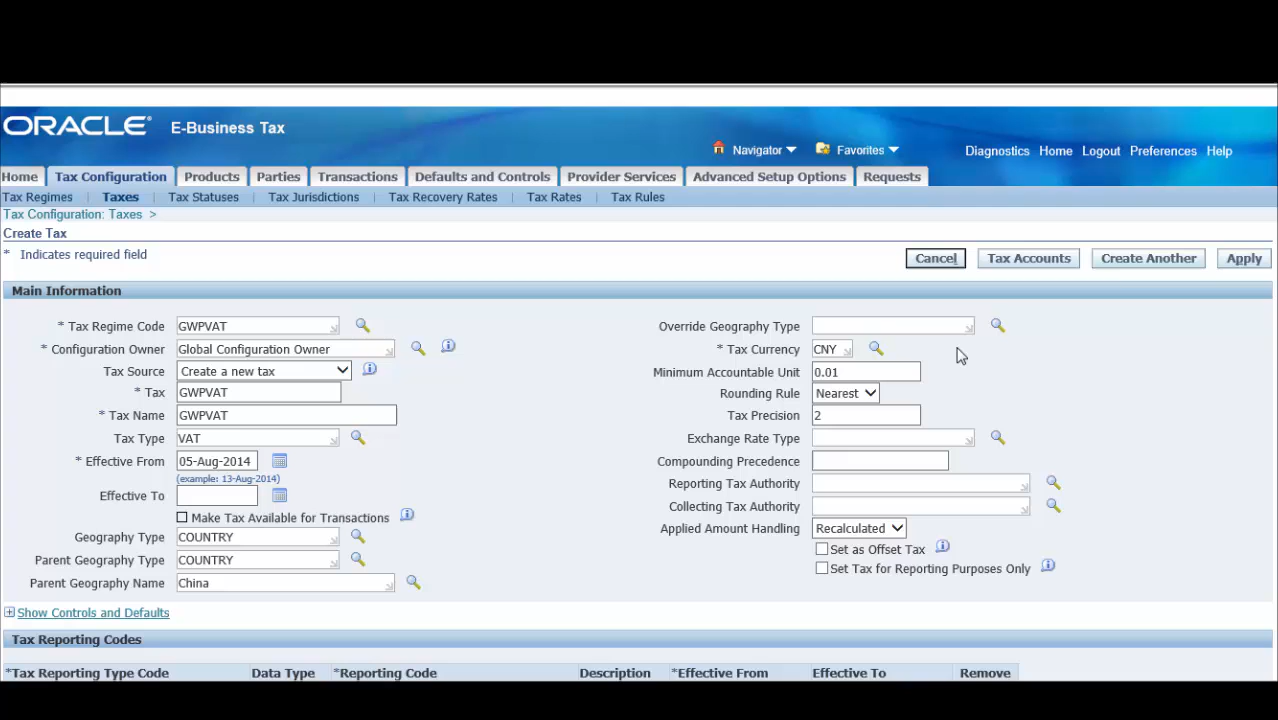 ORACLE® E-Business Tax
Navigator Favorites Diagnostics Home Logout Preferences Help
Home Tax Configuration Products Parties Transactions Defaults and Controls Provider Services Advanced Setup Options Requests
Tax Regimes Taxes Tax Statuses Tax Jurisdictions Tax Recovery Rates Tax Rates Tax Rules
Tax Configuration: Taxes >
Create Tax
* Indicates required field
Cancel Tax Accounts Create Another Apply
Main Information
* Tax Regime Code GWPVAT
* Configuration Owner Global Configuration Owner
Tax Source Create a new tax
* Tax GWPVAT
* Tax Name GWPVAT
Tax Type VAT
* Effective From 05-Aug-2014
(example: 13-Aug-2014)
Effective To
Make Tax Available for Transactions
Geography Type COUNTRY
Parent Geography Type COUNTRY
Parent Geography Name China
Override Geography Type
* Tax Currency CNY
Minimum Accountable Unit 0.01
Rounding Rule Nearest
Tax Precision 2
Exchange Rate Type
Compounding Precedence
Reporting Tax Authority
Collecting Tax Authority
Applied Amount Handling Recalculated
Set as Offset Tax
Set Tax for Reporting Purposes Only
Show Controls and Defaults
Tax Reporting Codes
*Tax Reporting Type Code Data Type *Reporting Code Description *Effective From Effective To Remove